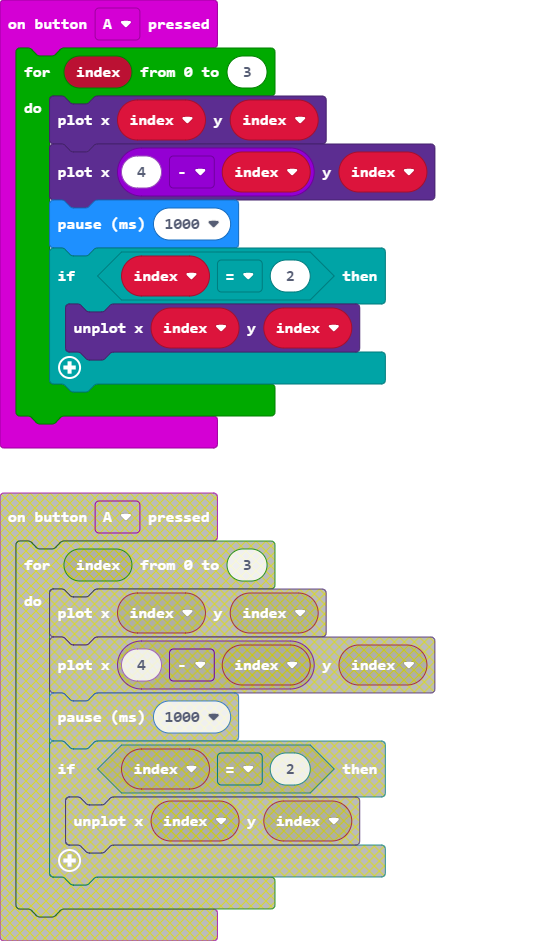 on button A pressed
for index from 0 to 3
do
plot x index y index
plot x 4 - index y index
pause (ms) 1000
if index = 2 then
unplot x index y index
on button A pressed
for index from 0 to 3
do
plot x index y index
plot x 4 - index y index
pause (ms) 1000
if index = 2 then
unplot x index y index